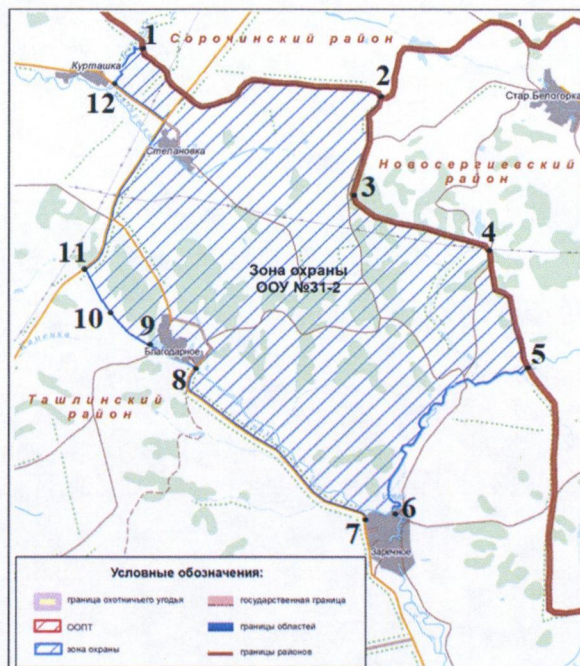 1
1
Сорочинский район
Курташка
12
2
Стар.Белогорка
Степановка
Новосергиевский
район
3
4
Зона охраны
ООУ №31-2
11
10
9
Благодарное
8
5
Ташлинский
район
7
6
Заречное
Условные обозначения:
граница охотничьего угодья
государственная граница
ООПТ
границы областей
зона охраны
границы районов